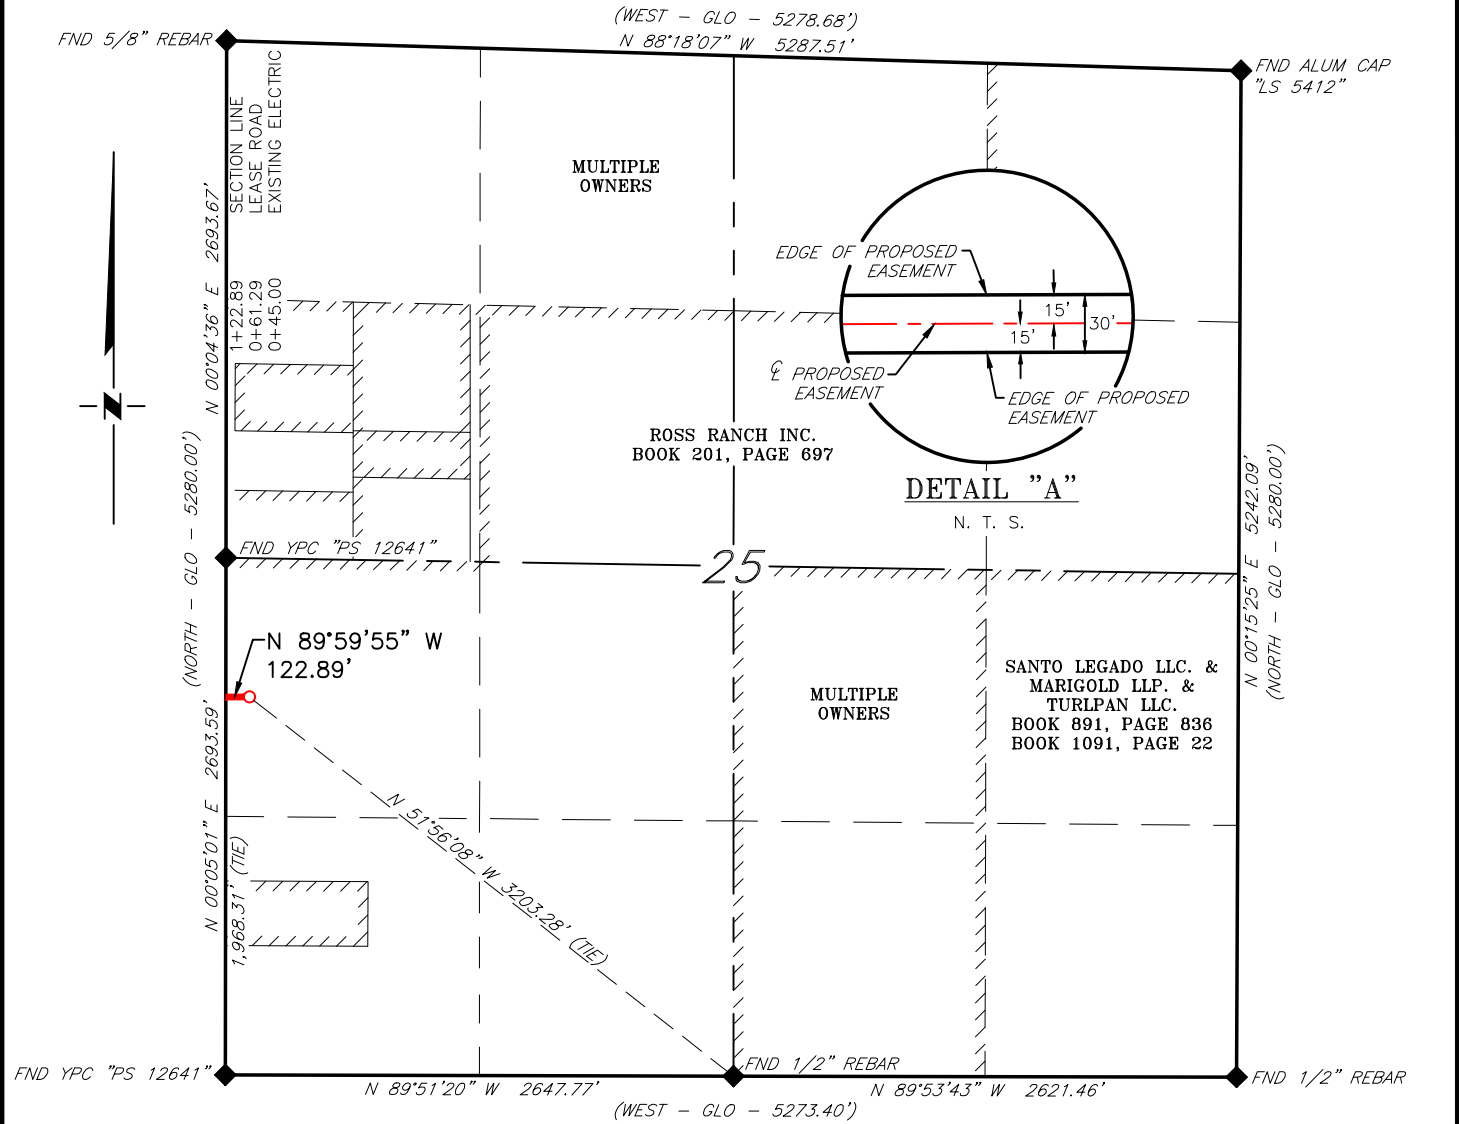 (WEST – GLO – 5278.68')
N 88°18'07" W 5287.51'
FND 5/8" REBAR
FND ALUM CAP
"LS 5412"
1+22.89 SECTION LINE
0+61.29 LEASE ROAD
0+45.00 EXISTING ELECTRIC
MULTIPLE
OWNERS
N 00°04'36" E 2693.67'
EDGE OF PROPOSED
EASEMENT
15'
30'
15'
℄ PROPOSED
EASEMENT
EDGE OF PROPOSED
EASEMENT
DETAIL "A"
N. T. S.
N
ROSS RANCH INC.
BOOK 201, PAGE 697
(NORTH – GLO – 5280.00')
N 00°15'25" E 5242.09'
(NORTH – GLO – 5280.00')
FND YPC "PS 12641"
25
N 89°59'55" W
122.89'
MULTIPLE
OWNERS
SANTO LEGADO LLC. &
MARIGOLD LLP. &
TURLPAN LLC.
BOOK 891, PAGE 836
BOOK 1091, PAGE 22
N 00°05'01" E 2693.59'
1,968.31' (TIE)
N 51°56'08" W 3203.28' (TIE)
FND YPC "PS 12641"
FND 1/2" REBAR
FND 1/2" REBAR
N 89°51'20" W 2647.77'
N 89°53'43" W 2621.46'
(WEST – GLO – 5273.40')